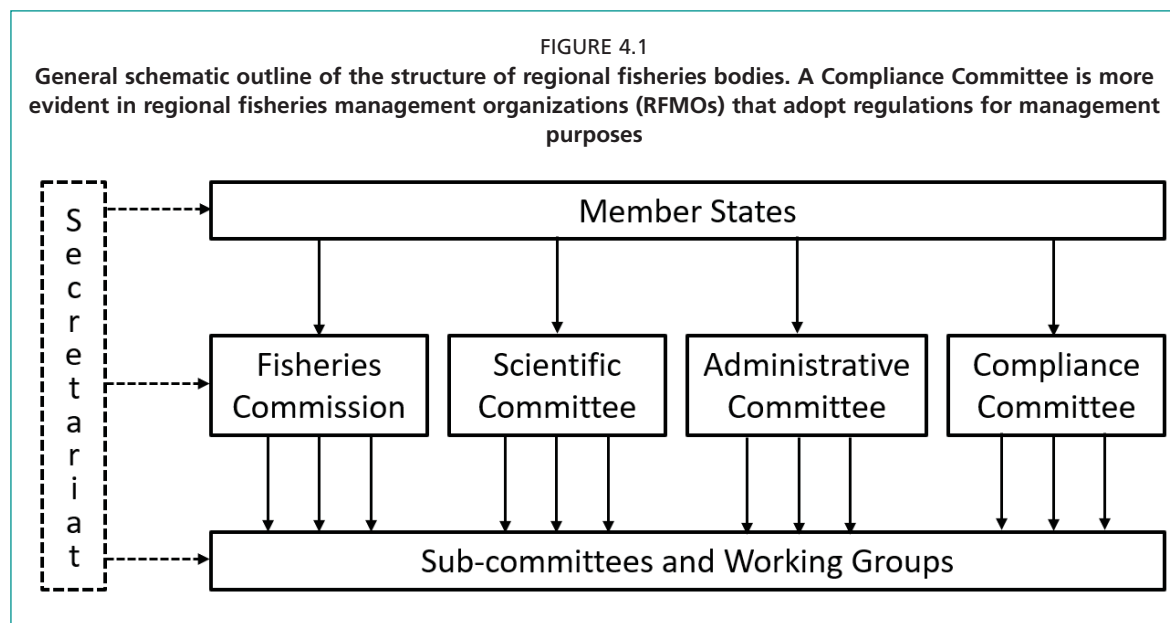 FIGURE 4.1
General schematic outline of the structure of regional fisheries bodies. A Compliance Committee is more
evident in regional fisheries management organizations (RFMOs) that adopt regulations for management
purposes
Secretariat
Member States
Fisheries
Commission
Scientific
Committee
Administrative
Committee
Compliance
Committee
Sub-committees and Working Groups